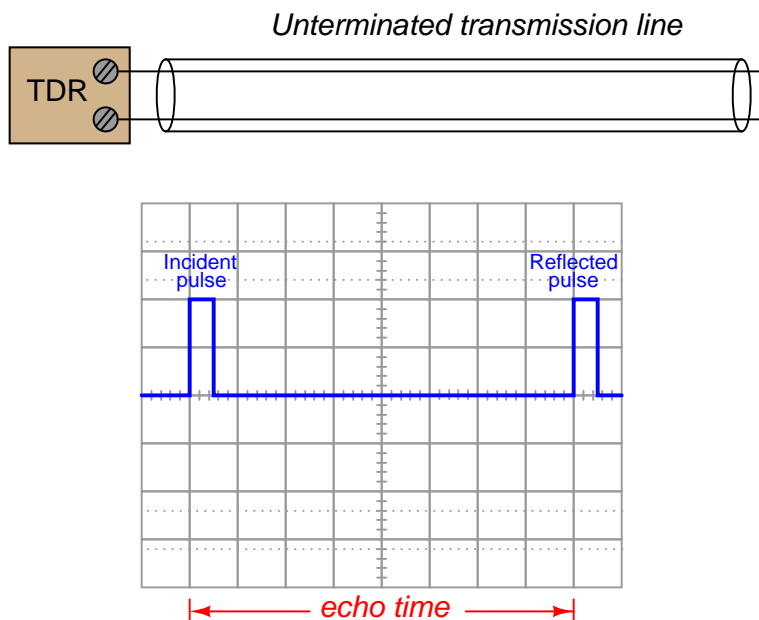 Unterminated transmission line
TDR
Incident
pulse
Reflected
pulse
echo time